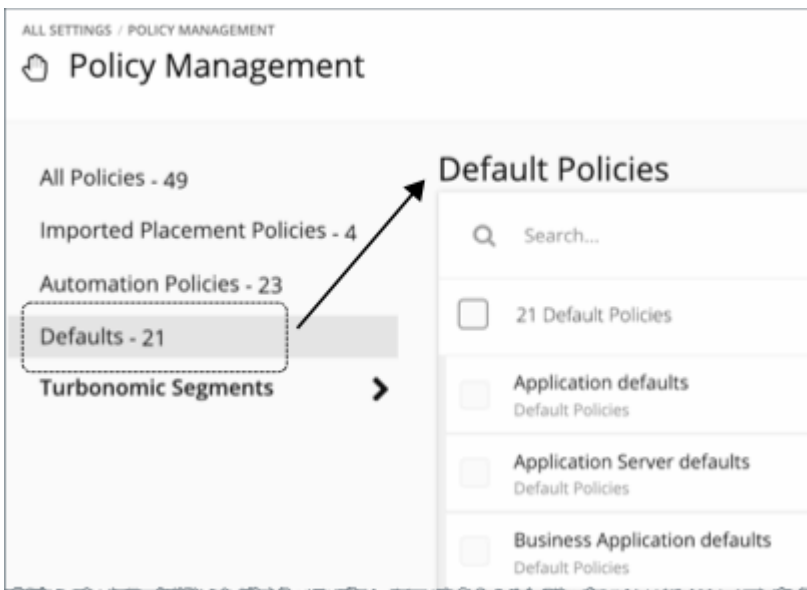 ALL SETTINGS / POLICY MANAGEMENT
Policy Management
All Policies - 49
Imported Placement Policies - 4
Automation Policies - 23
Defaults - 21
Turbonomic Segments
Default Policies
Search...
21 Default Policies
Application defaults
Default Policies
Application Server defaults
Default Policies
Business Application defaults
Default Policies